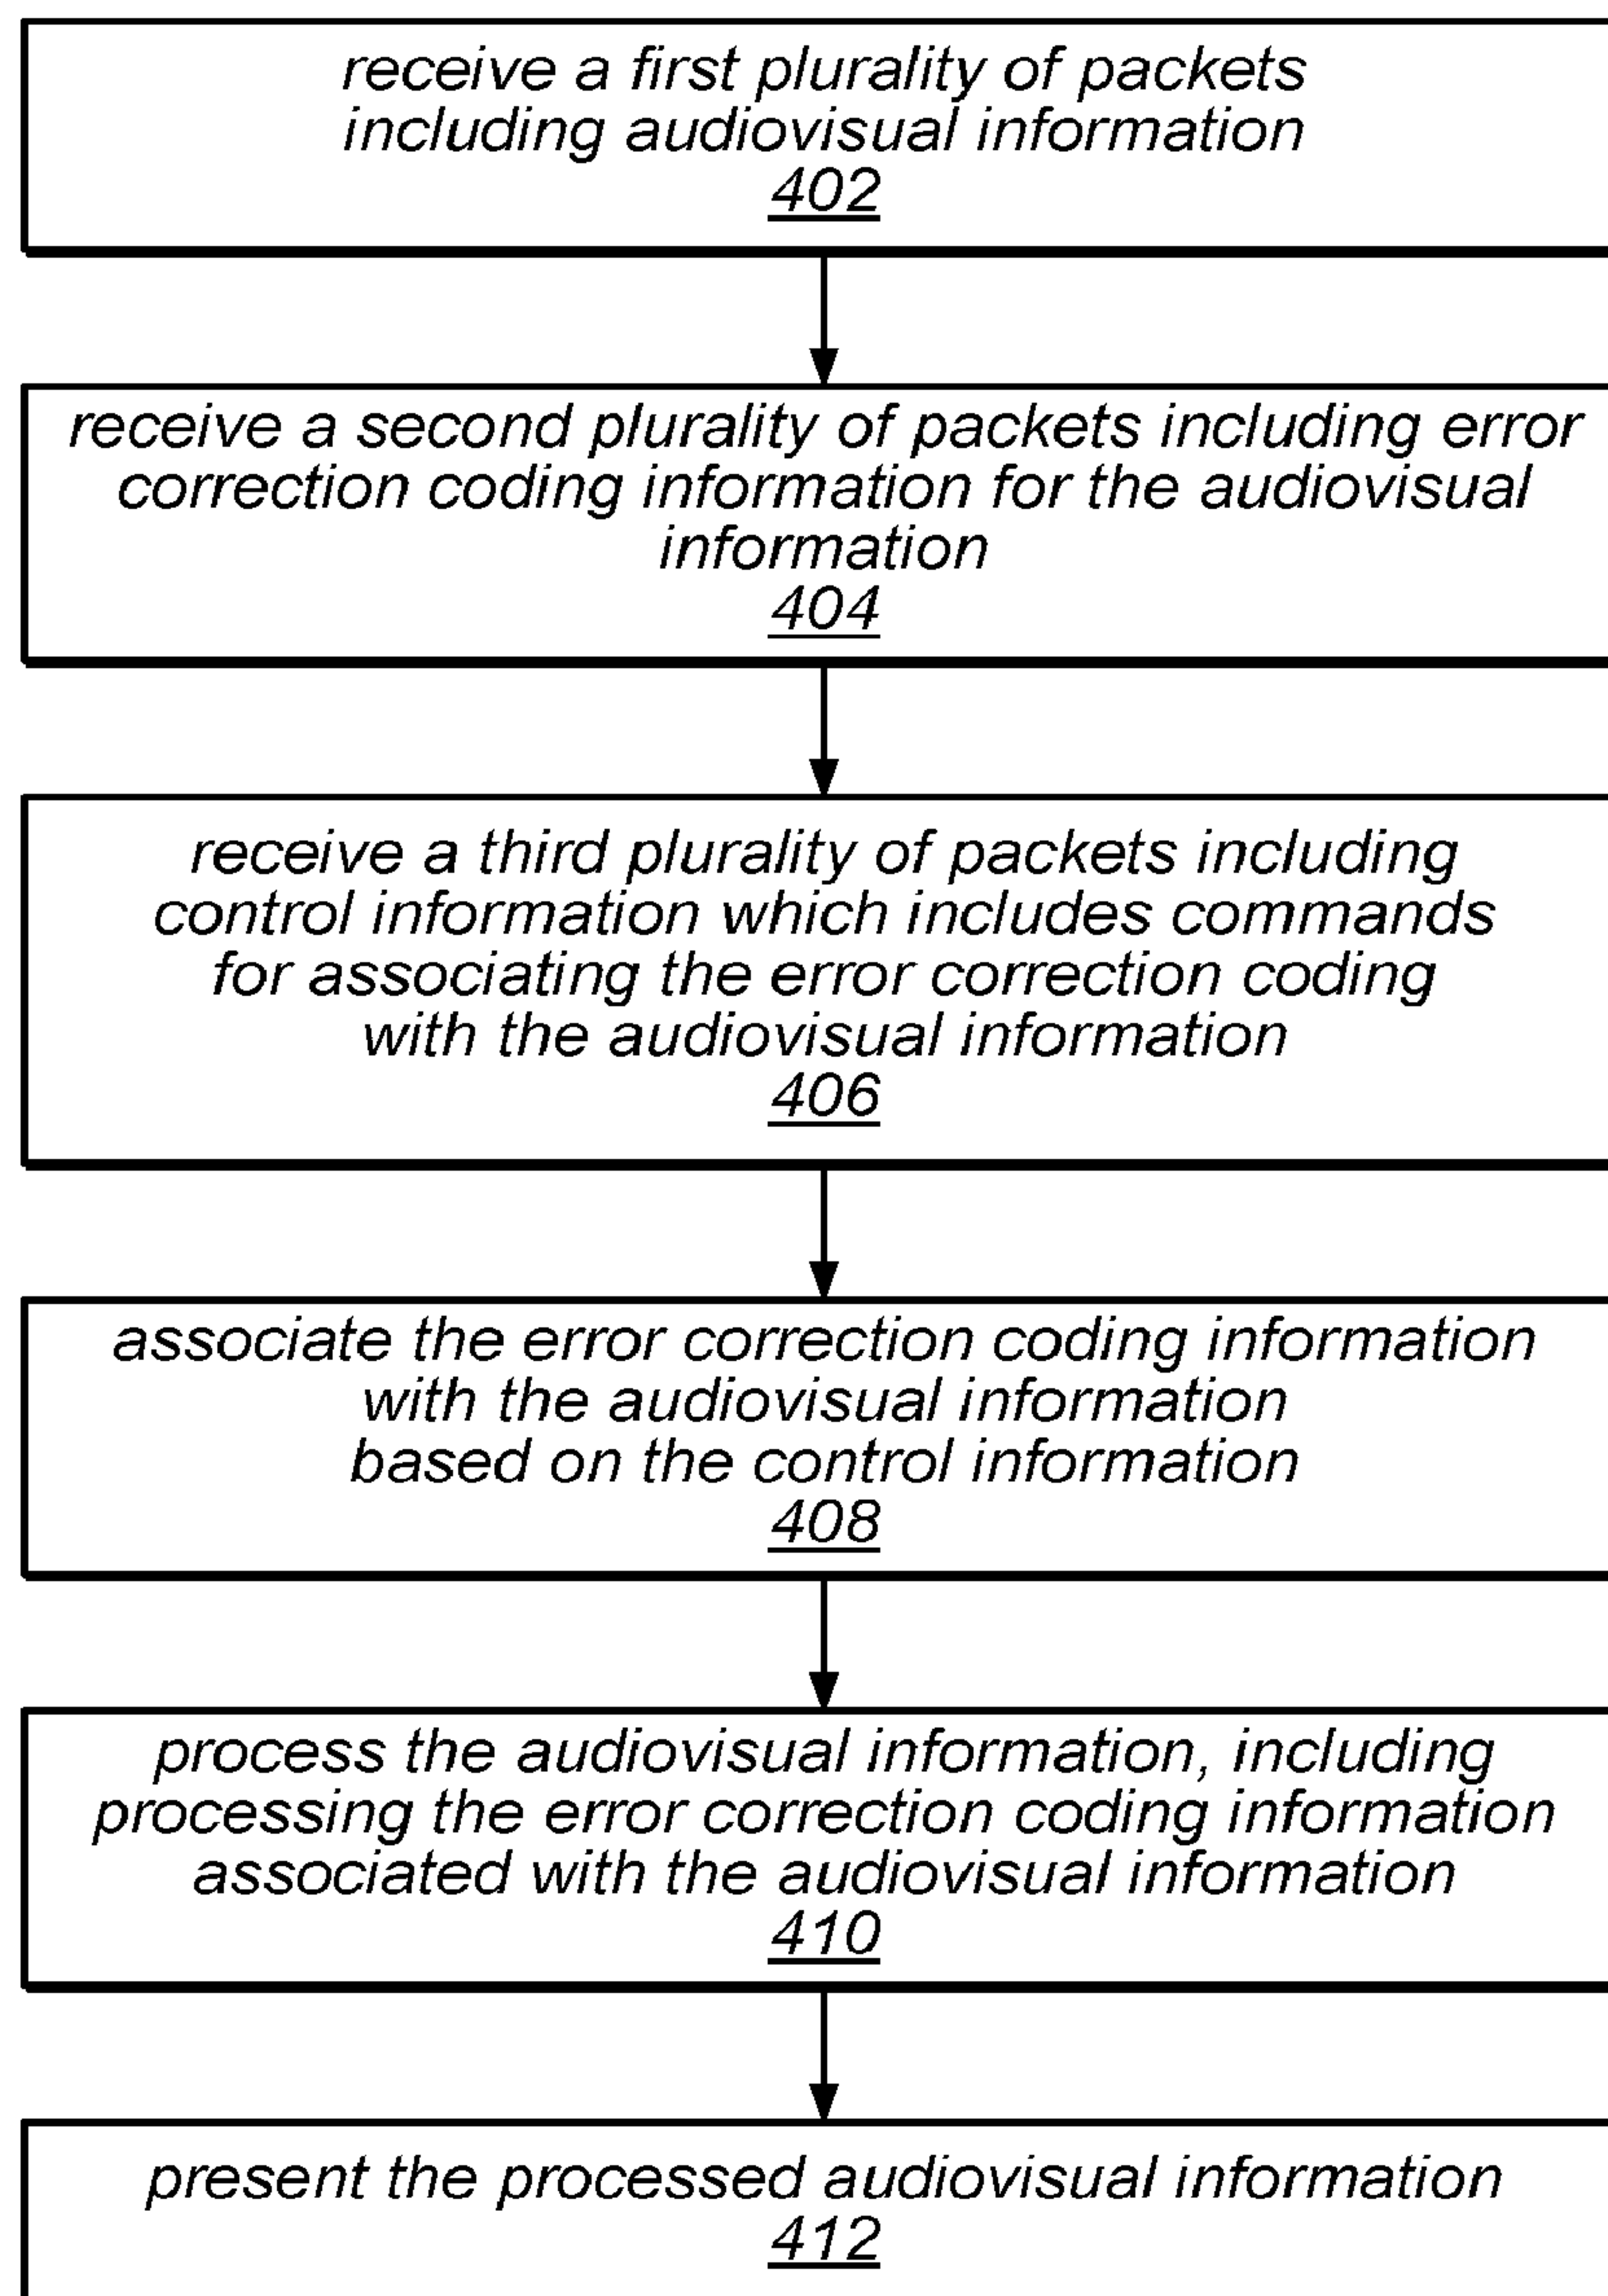 receive a first plurality of packets
including audiovisual information
402
receive a second plurality of packets including error
correction coding information for the audiovisual
information
404
receive a third plurality of packets including
control information which includes commands
for associating the error correction coding
with the audiovisual information
406
associate the error correction coding information
with the audiovisual information
based on the control information
408
process the audiovisual information, including
processing the error correction coding information
associated with the audiovisual information
410
present the processed audiovisual information
412